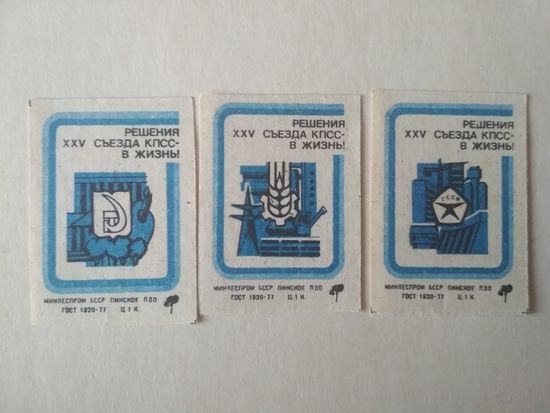 РЕШЕНИЯ
XXV СЪЕЗДА КПСС-
В ЖИЗНЬ!
МИНЛЕСПРОМ БССР ПИНСКОЕ ПДО
ГОСТ 1820-77 Ц.1 К.
РЕШЕНИЯ
XXV СЪЕЗДА КПСС-
В ЖИЗНЬ!
МИНЛЕСПРОМ БССР ПИНСКОЕ ПДО
ГОСТ 1820-77 Ц.1 К.
РЕШЕНИЯ
XXV СЪЕЗДА КПСС-
В ЖИЗНЬ!
СССР
МИНЛЕСПРОМ БССР ПИНСКОЕ ПДО
ГОСТ 1820-77 Ц.1 К.